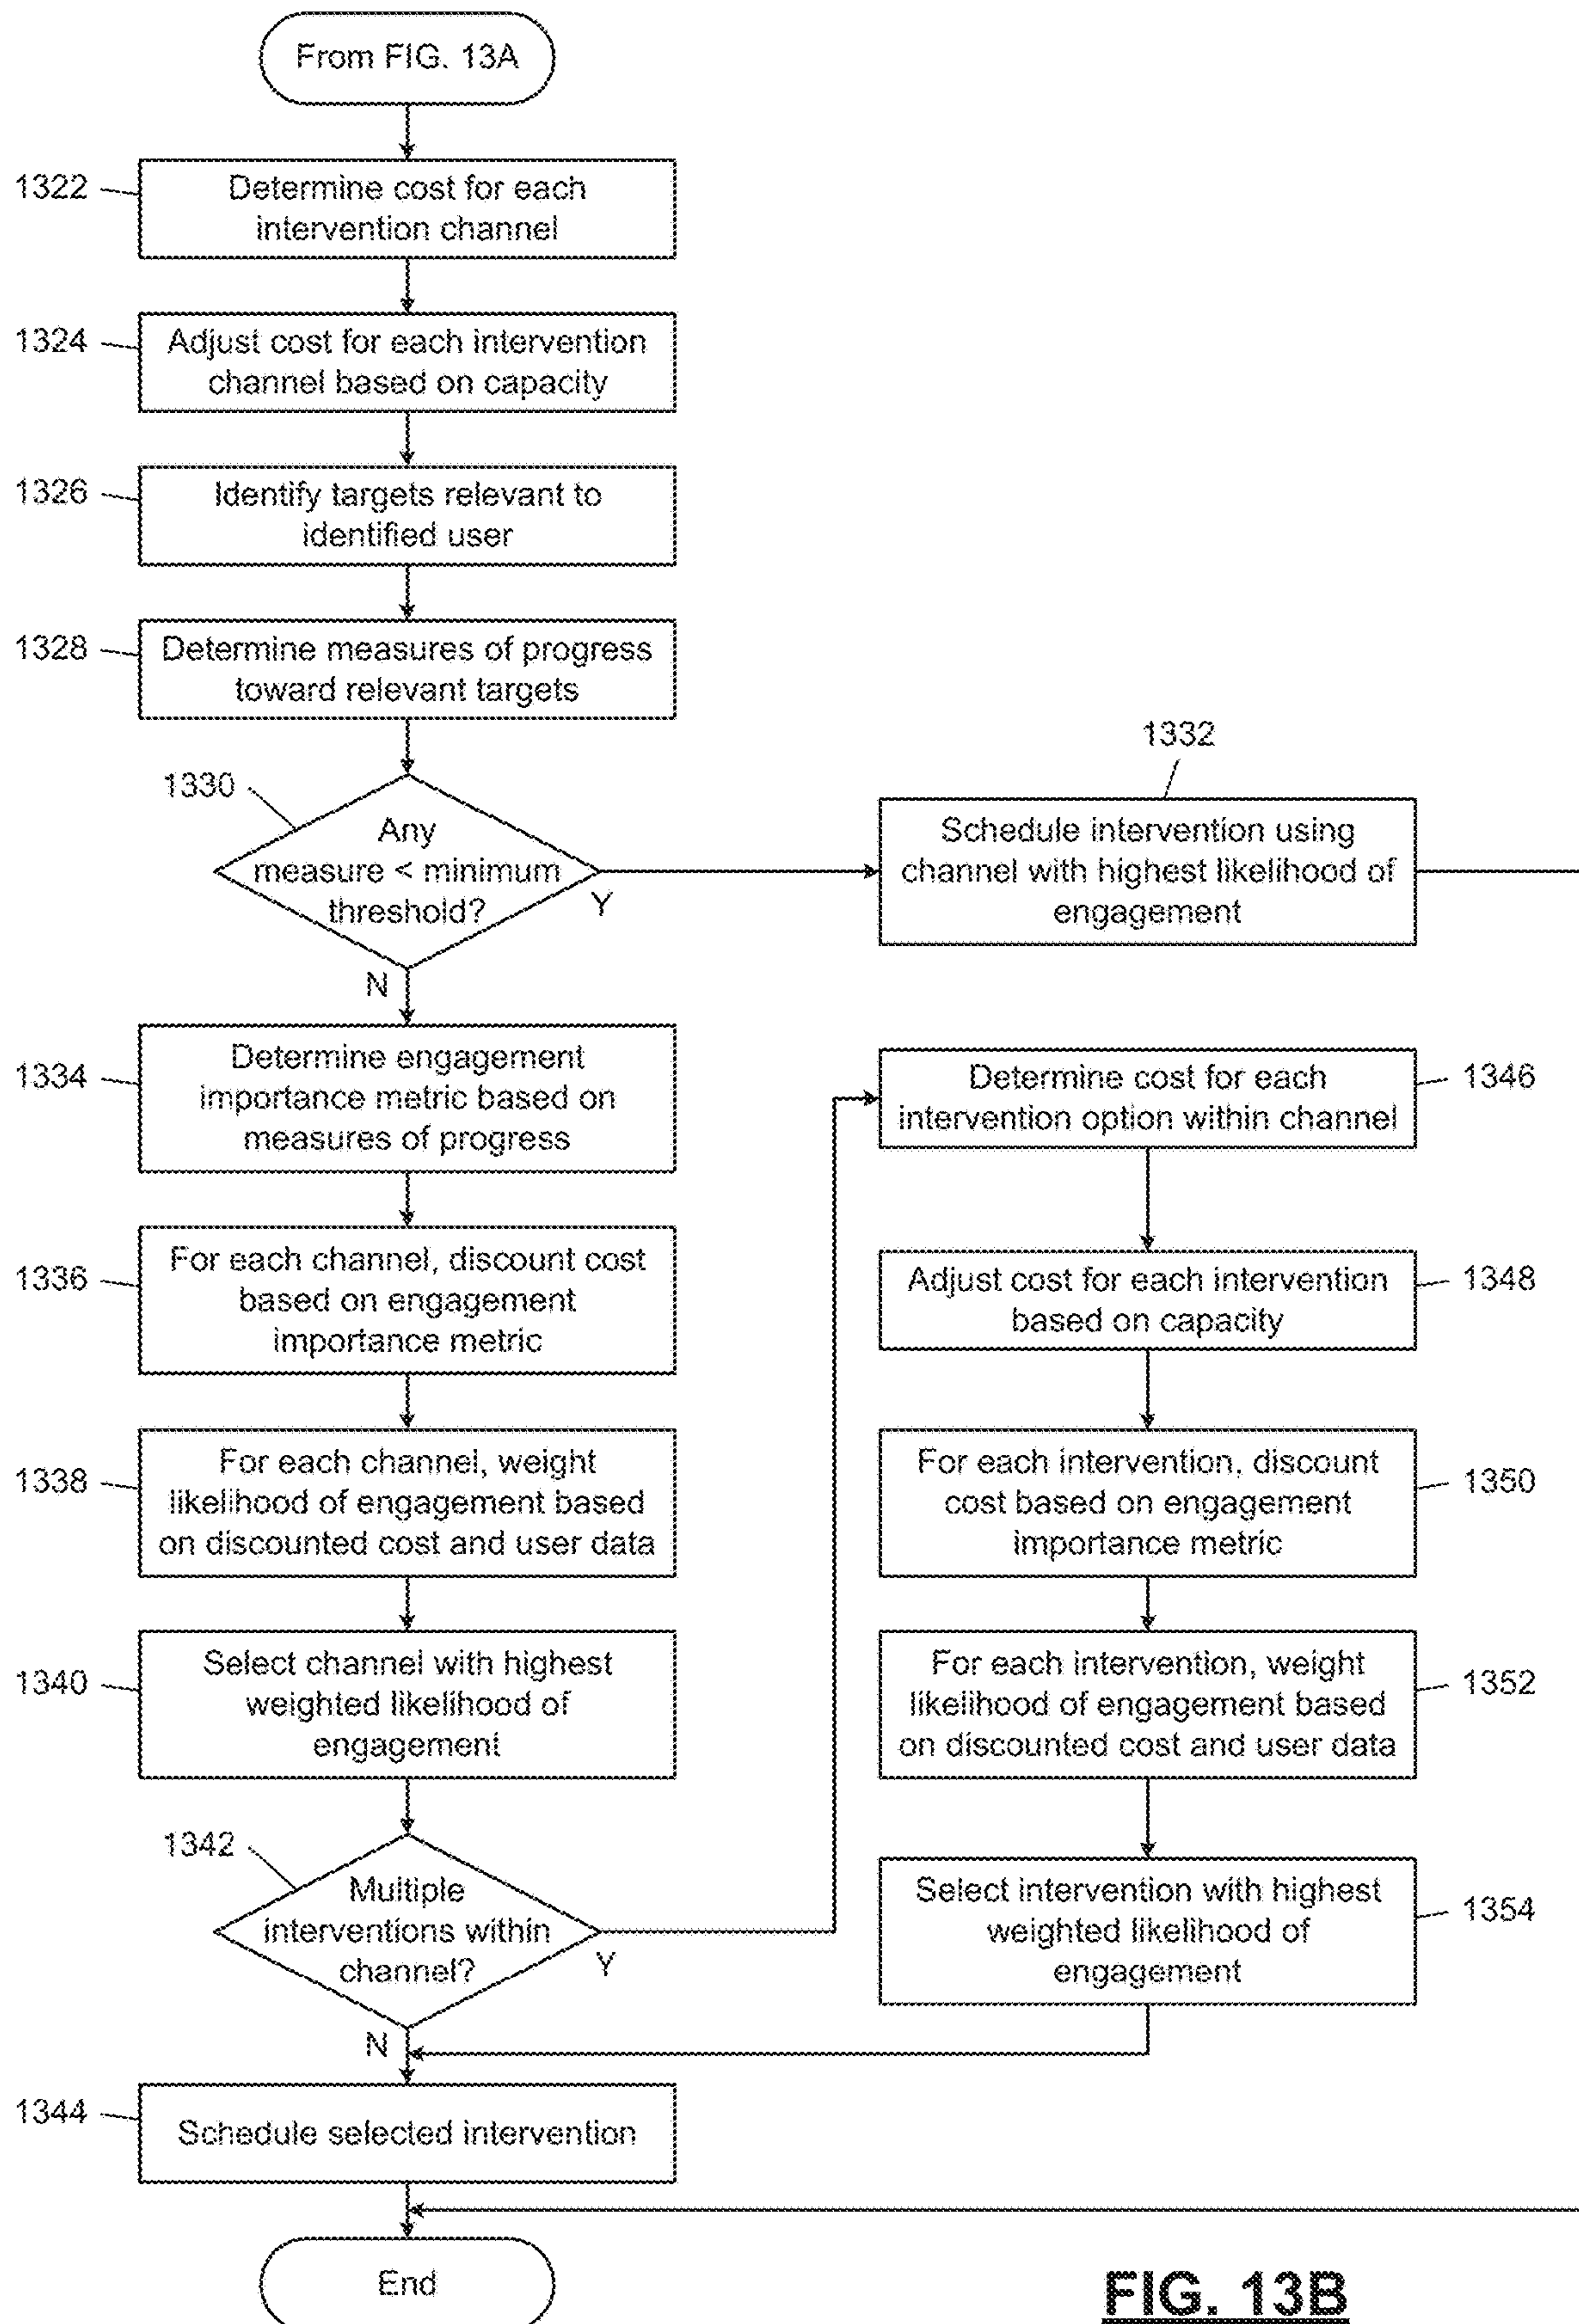 From FIG. 13A
1322
Determine cost for each
intervention channel
1324
Adjust cost for each intervention
channel based on capacity
1326
Identify targets relevant to
identified user
1328
Determine measures of progress
toward relevant targets
1330
Any
measure < minimum
threshold?
Y
N
1332
Schedule intervention using
channel with highest likelihood of
engagement
1334
Determine engagement
importance metric based on
measures of progress
1336
For each channel, discount cost
based on engagement
importance metric
1338
For each channel, weight
likelihood of engagement based
on discounted cost and user data
1340
Select channel with highest
weighted likelihood of
engagement
1342
Multiple
interventions within
channel?
Y
N
1346
Determine cost for each
intervention option within channel
1348
Adjust cost for each intervention
based on capacity
1350
For each intervention, discount
cost based on engagement
importance metric
1352
For each intervention, weight
likelihood of engagement based
on discounted cost and user data
1354
Select intervention with highest
weighted likelihood of
engagement
1344
Schedule selected intervention
End
FIG. 13B